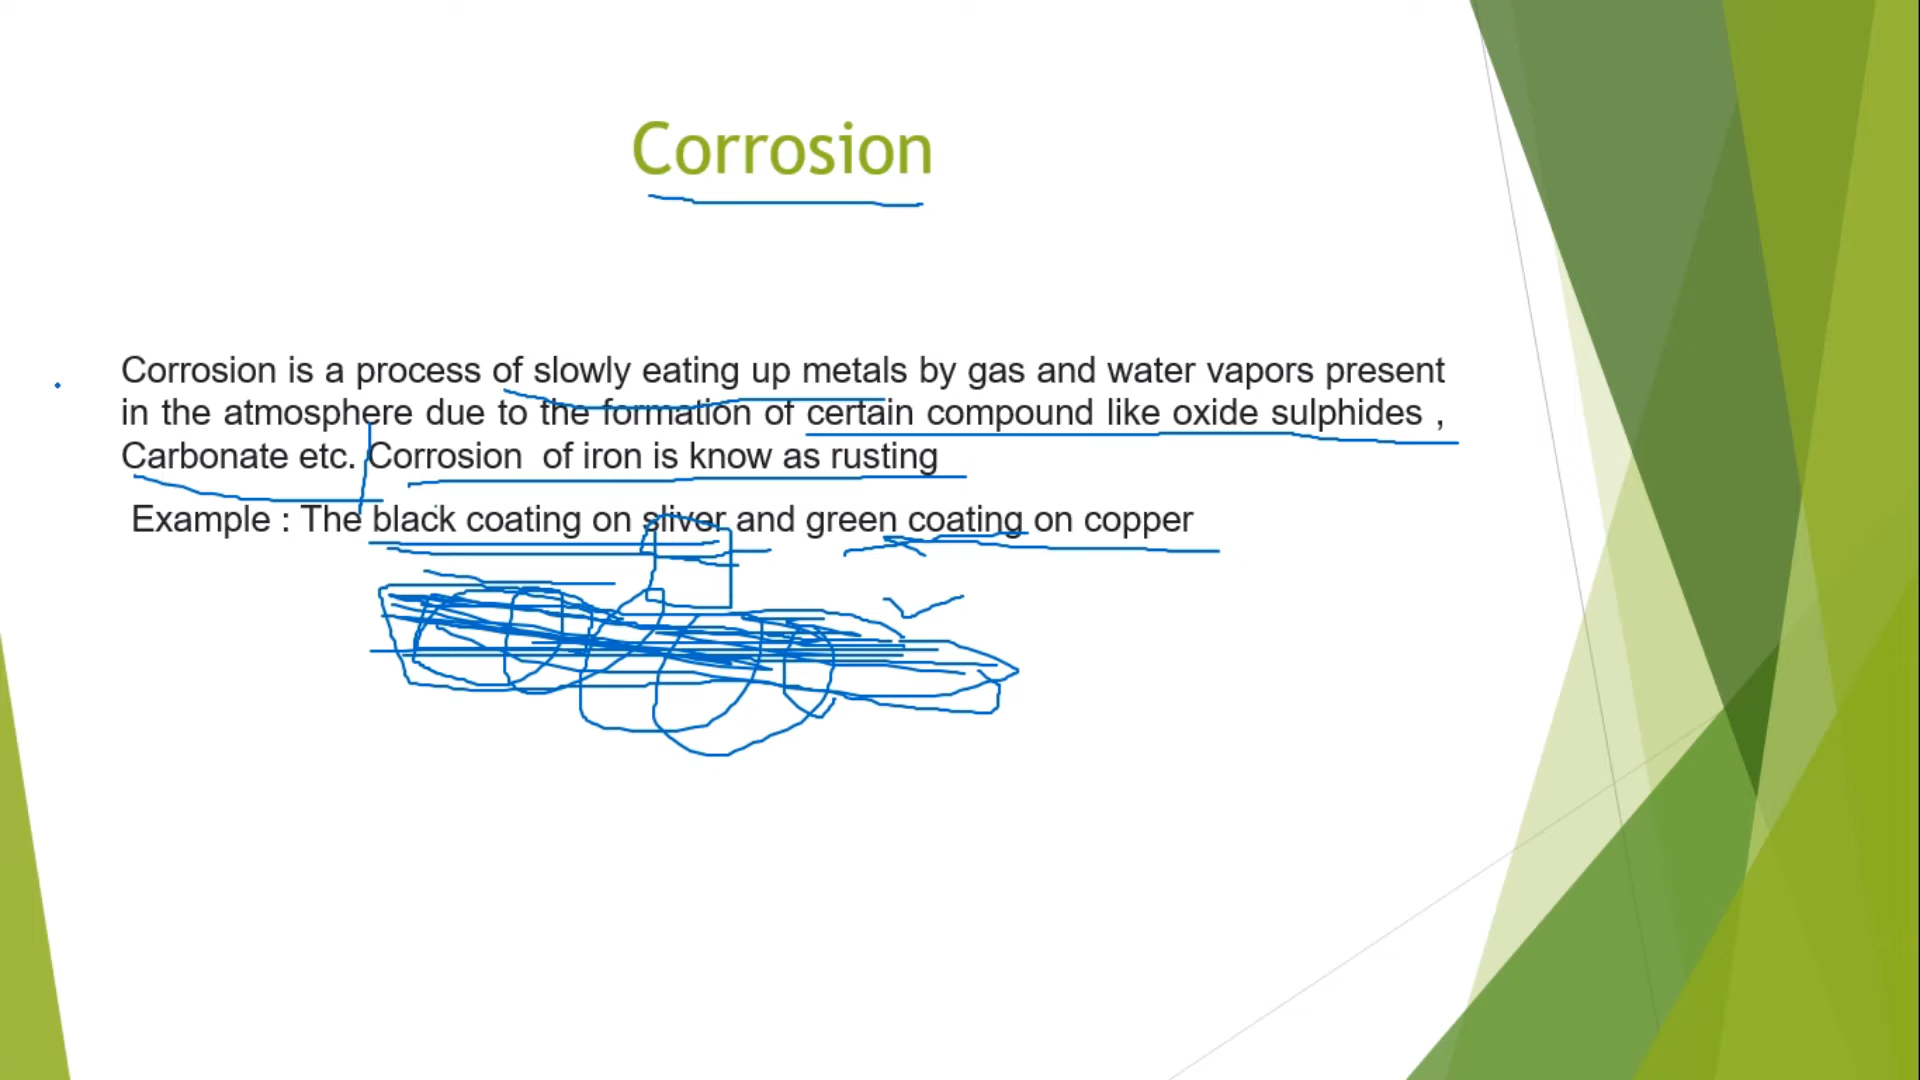 Corrosion
Corrosion is a process of slowly eating up metals by gas and water vapors present
in the atmosphere due to the formation of certain compound like oxide sulphides ,
Carbonate etc. Corrosion of iron is know as rusting
Example : The black coating on sliver and green coating on copper